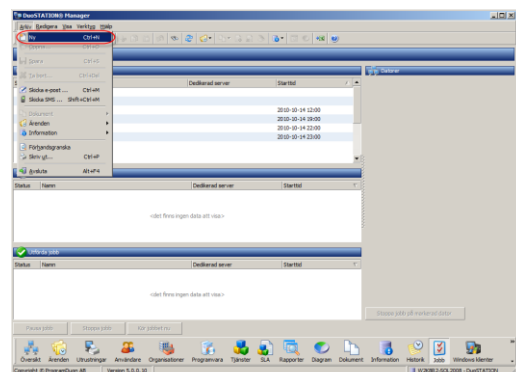 DuoSTATION® Manager
Arkiv Redigera Visa Verktyg Hjälp
Ny Ctrl+N
Öppna Ctrl+O
Spara Ctrl+S
Ta bort... Ctrl+Del
Skicka e-post ... Ctrl+M
Skicka SMS ... Shift+Ctrl+M
Dokument
Ärenden
Information
Förhandsgranska
Skriv ut... Ctrl+P
Avsluta Alt+F4
Dedikerad server Starttid
2010-10-14 12:00
2010-10-14 19:00
2010-10-14 22:00
2010-10-14 23:00
Datorer
Status Namn Dedikerad server Starttid
<det finns ingen data att visa>
Utförda jobb
Status Namn Dedikerad server Starttid
<det finns ingen data att visa>
Stoppa jobb på markerad dator
Pausa jobb Stoppa jobb Kör jobbet nu
Översikt Ärenden Utrustningar Användare Organisationer Programvara Tjänster SLA Rapporter Diagram Dokument Information Historik Jobb Windows klienter
Copyright © ProgramDuon AB Version 5.0.0.10 DuoSTATION